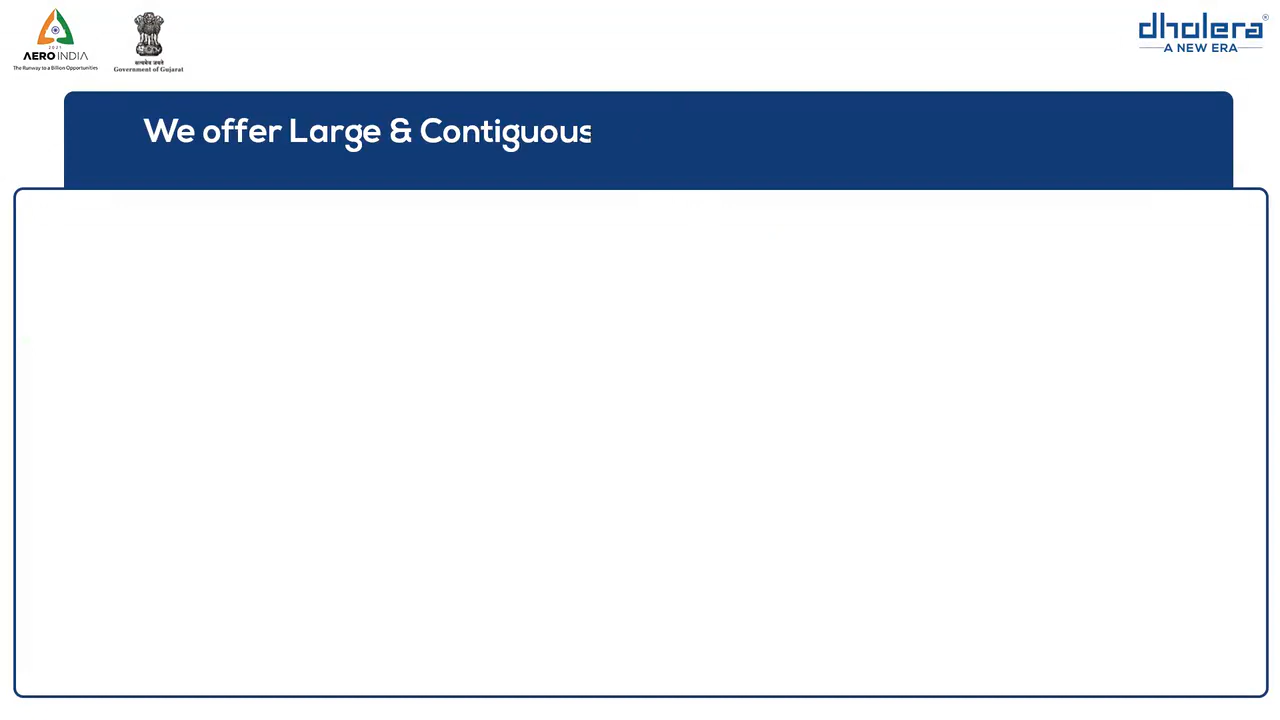 2021
AERO INDIA
The Runway to a Billion Opportunities
सत्यमेव जयते
Government of Gujarat
dholera®
A NEW ERA
We offer Large & Contiguous